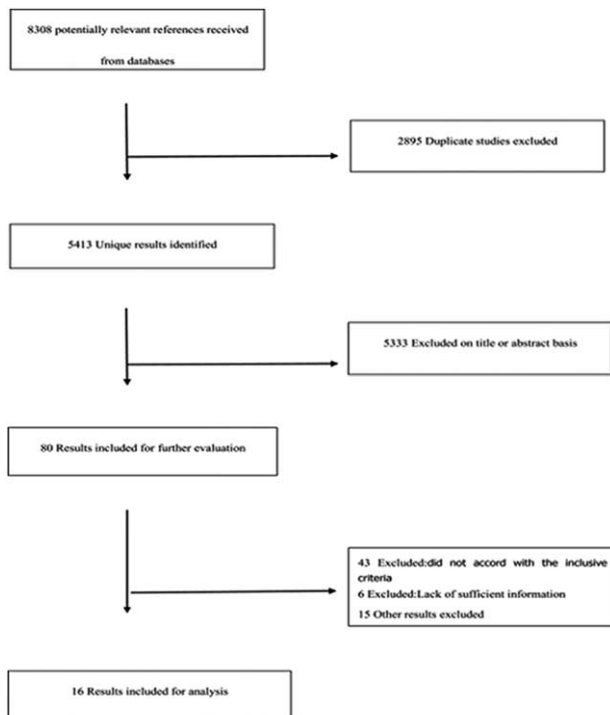 8308 potentially relevant references received
from databases
2895 Duplicate studies excluded
5413 Unique results identified
5333 Excluded on title or abstract basis
80 Results included for further evaluation
43 Excluded:did not accord with the inclusive
criteria
6 Excluded:Lack of sufficient information
15 Other results excluded
16 Results included for analysis